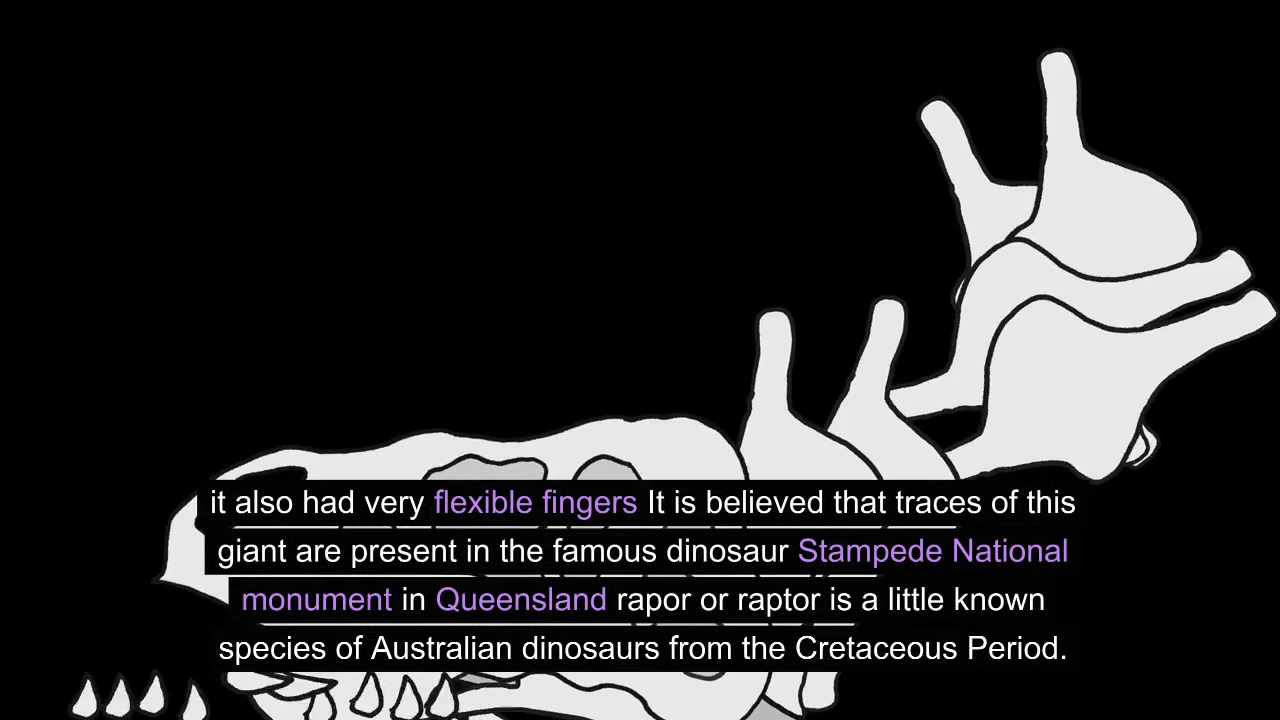 it also had very flexible fingers It is believed that traces of this
giant are present in the famous dinosaur Stampede National
monument in Queensland rapor or raptor is a little known
species of Australian dinosaurs from the Cretaceous Period.